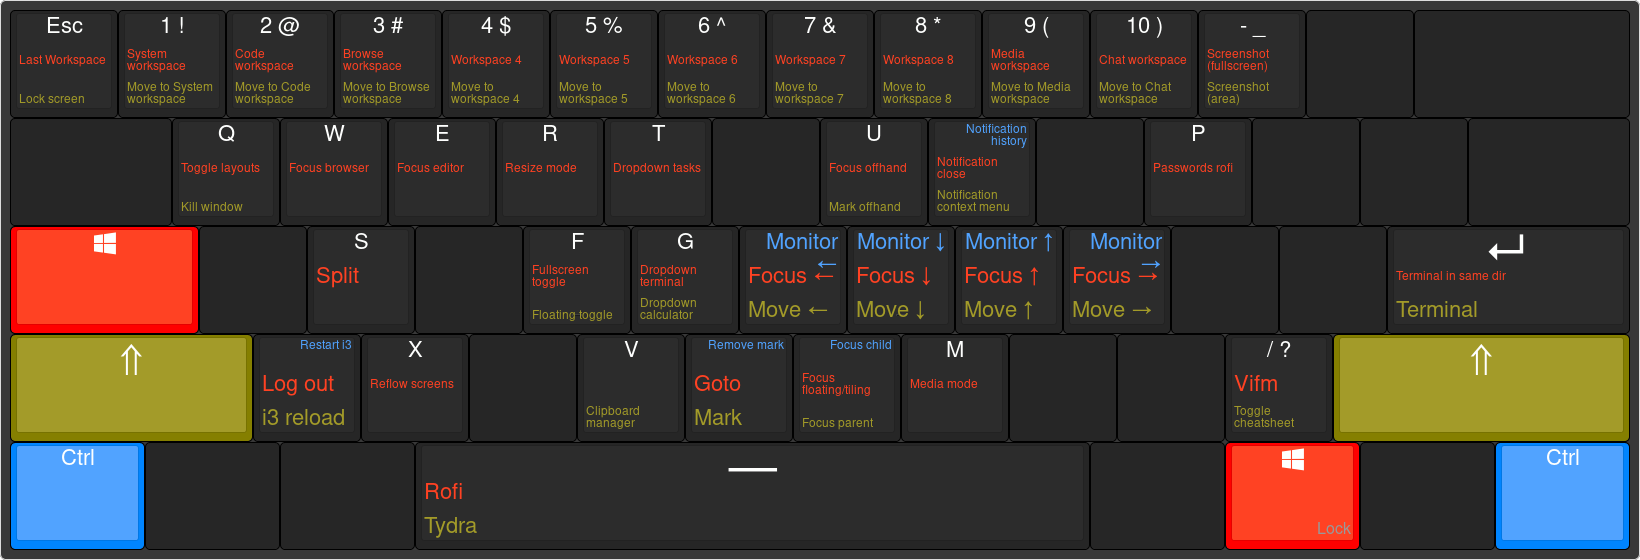 Esc
Last Workspace
Lock screen
1 !
System
workspace
Move to System
workspace
2 @
Code
workspace
Move to Code
workspace
3 #
Browse
workspace
Move to Browse
workspace
4 $
Workspace 4
Move to
workspace 4
5 %
Workspace 5
Move to
workspace 5
6 ^
Workspace 6
Move to
workspace 6
7 &
Workspace 7
Move to
workspace 7
8 *
Workspace 8
Move to
workspace 8
9 (
Media
workspace
Move to Media
workspace
10 )
Chat workspace
Move to Chat
workspace
- _
Screenshot
(fullscreen)
Screenshot
(area)
Q
Toggle layouts
Kill window
W
Focus browser
E
Focus editor
R
Resize mode
T
Dropdown tasks
U
Focus offhand
Mark offhand
Notification
history
Notification
close
Notification
context menu
P
Passwords rofi
S
Split
F
Fullscreen
toggle
Floating toggle
G
Dropdown
terminal
Dropdown
calculator
Monitor
←
Focus ←
Move ←
Monitor ↓
Focus ↓
Move ↓
Monitor ↑
Focus ↑
Move ↑
Monitor
→
Focus →
Move →
Terminal in same dir
Terminal
⇑
Restart i3
Log out
i3 reload
X
Reflow screens
V
Clipboard
manager
Remove mark
Goto
Mark
Focus child
Focus
floating/tiling
Focus parent
M
Media mode
/ ?
Vifm
Toggle
cheatsheet
⇑
Ctrl
Rofi
Tydra
Lock
Ctrl